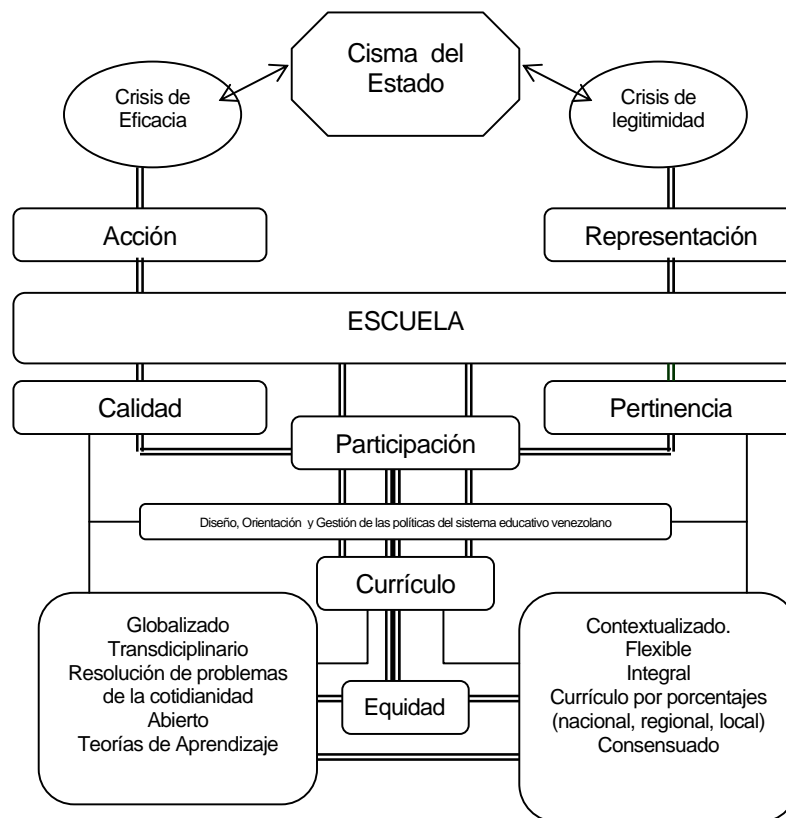 Cisma del
Estado
Crisis de
Eficacia
Crisis de
legitimidad
Acción
Representación
ESCUELA
Calidad
Pertinencia
Participación
Diseño, Orientación y Gestión de las políticas del sistema educativo venezolano
Currículo
Globalizado
Transdiciplinario
Resolución de problemas
de la cotidianidad
Abierto
Teorías de Aprendizaje
Contextualizado.
Flexible
Integral
Currículo por porcentajes
(nacional, regional, local)
Consensuado
Equidad